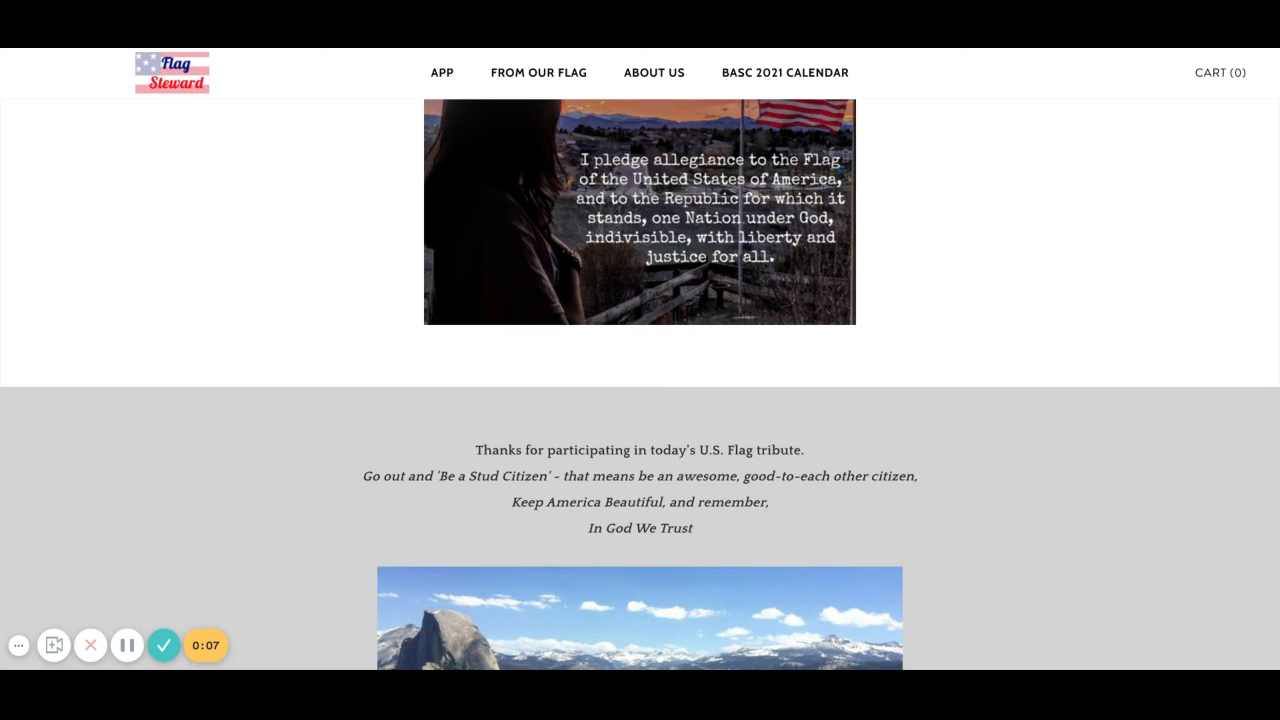 Flag
Steward
APP
FROM OUR FLAG
ABOUT US
BASC 2021 CALENDAR
CART (0)
I pledge allegiance to the Flag
of the United States of America,
and to the Republic for which it
stands, one Nation under God,
indivisible, with liberty and
justice for all.
Thanks for participating in today's U.S. Flag tribute.
Go out and 'Be a Stud Citizen' - that means be an awesome, good-to-each other citizen,
Keep America Beautiful, and remember,
In God We Trust
0:07